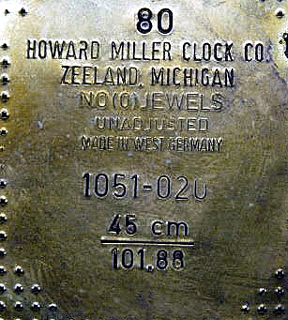 80
HOWARD MILLER CLOCK CO.
ZEELAND, MICHIGAN
NO (0) JEWELS
UNADJUSTED
MADE IN WEST GERMANY
1051-020
45 cm
101,88